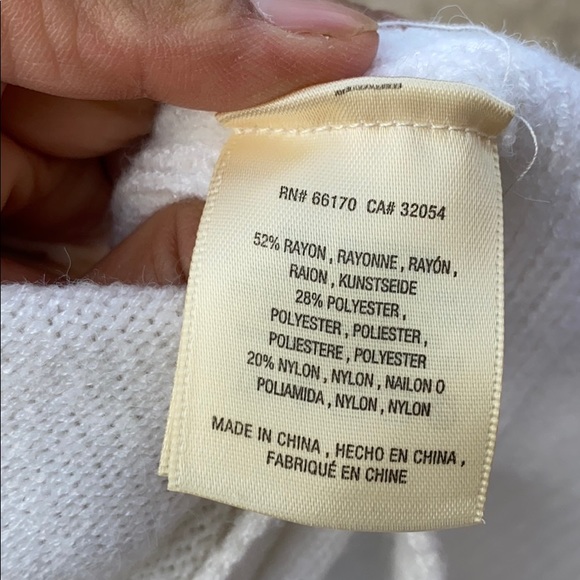 RN# 66170 CA# 32054
52% RAYON , RAYONNE , RAYÓN ,
RAION , KUNSTSEIDE
28% POLYESTER ,
POLYESTER , POLIESTER ,
POLIESTERE , POLYESTER
20% NYLON , NYLON , NAILON O
POLIAMIDA , NYLON , NYLON
MADE IN CHINA , HECHO EN CHINA ,
FABRIQUÉ EN CHINE